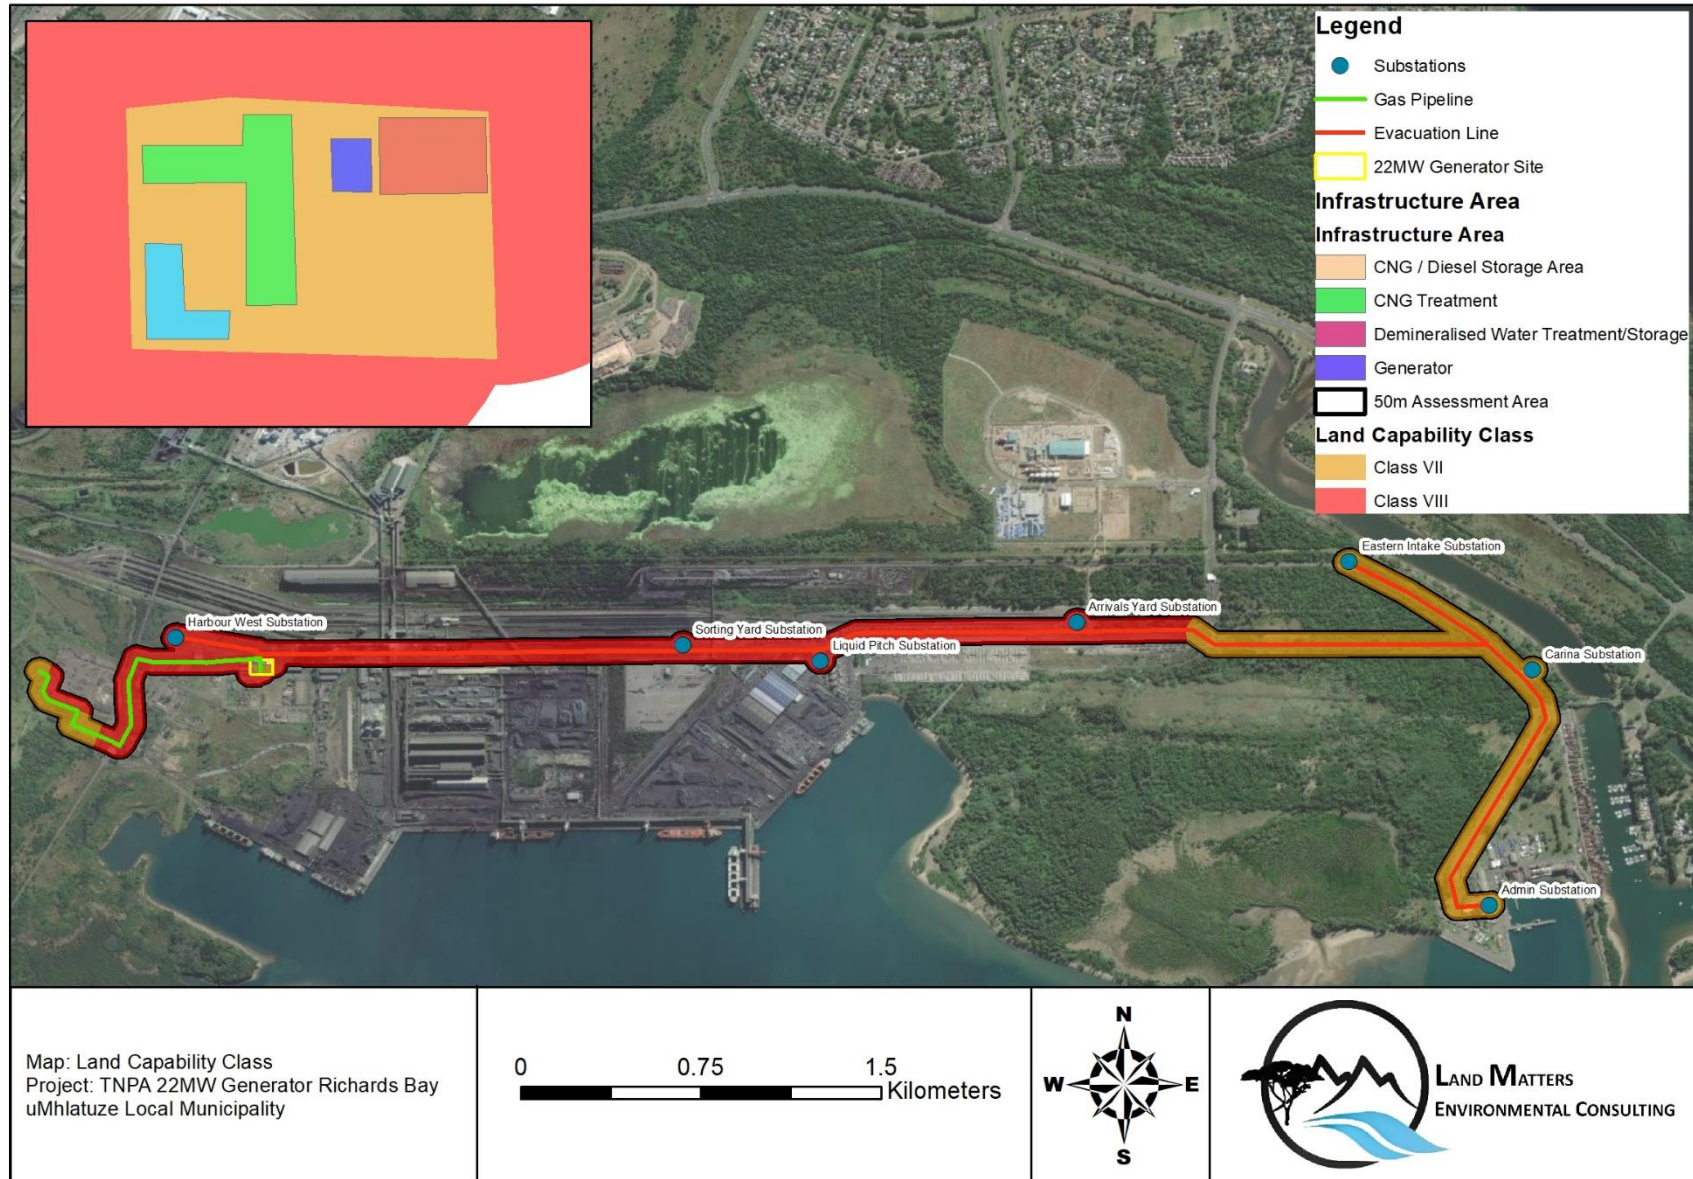 Legend
Substations
Gas Pipeline
Evacuation Line
22MW Generator Site
Infrastructure Area
Infrastructure Area
CNG / Diesel Storage Area
CNG Treatment
Demineralised Water Treatment/Storage
Generator
50m Assessment Area
Land Capability Class
Class VII
Class VIII
Eastern Intake Substation
Arrivals Yard Substation
Harbour West Substation
Sorting Yard Substation
Liquid Pitch Substation
Carina Substation
Admin Substation
Map: Land Capability Class
Project: TNPA 22MW Generator Richards Bay
uMhlatuze Local Municipality
0 0.75 1.5
Kilometers
N
W E
S
LAND MATTERS
ENVIRONMENTAL CONSULTING